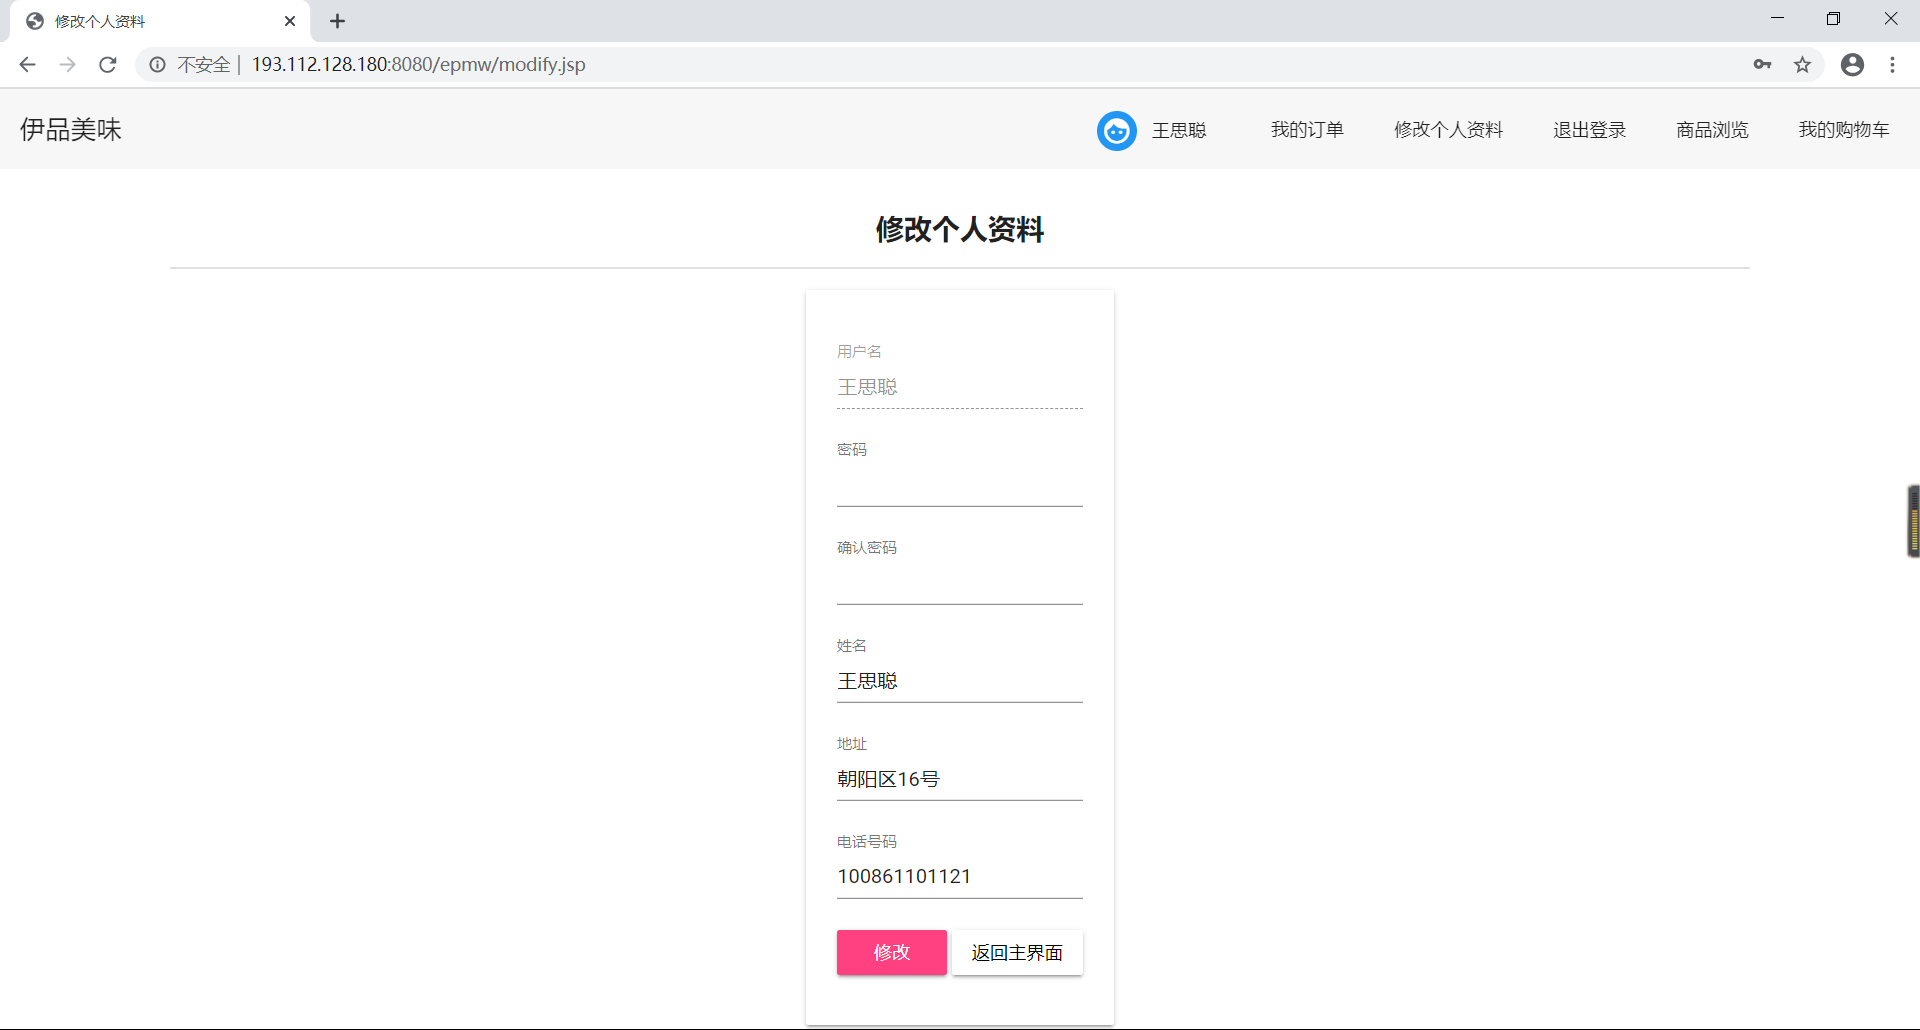 修改个人资料
不安全 | 193.112.128.180:8080/epmw/modify.jsp
伊品美味 王思聪 我的订单 修改个人资料 退出登录 商品浏览 我的购物车
修改个人资料
用户名
王思聪
密码
确认密码
姓名
王思聪
地址
朝阳区16号
电话号码
100861101121
修改 返回主界面